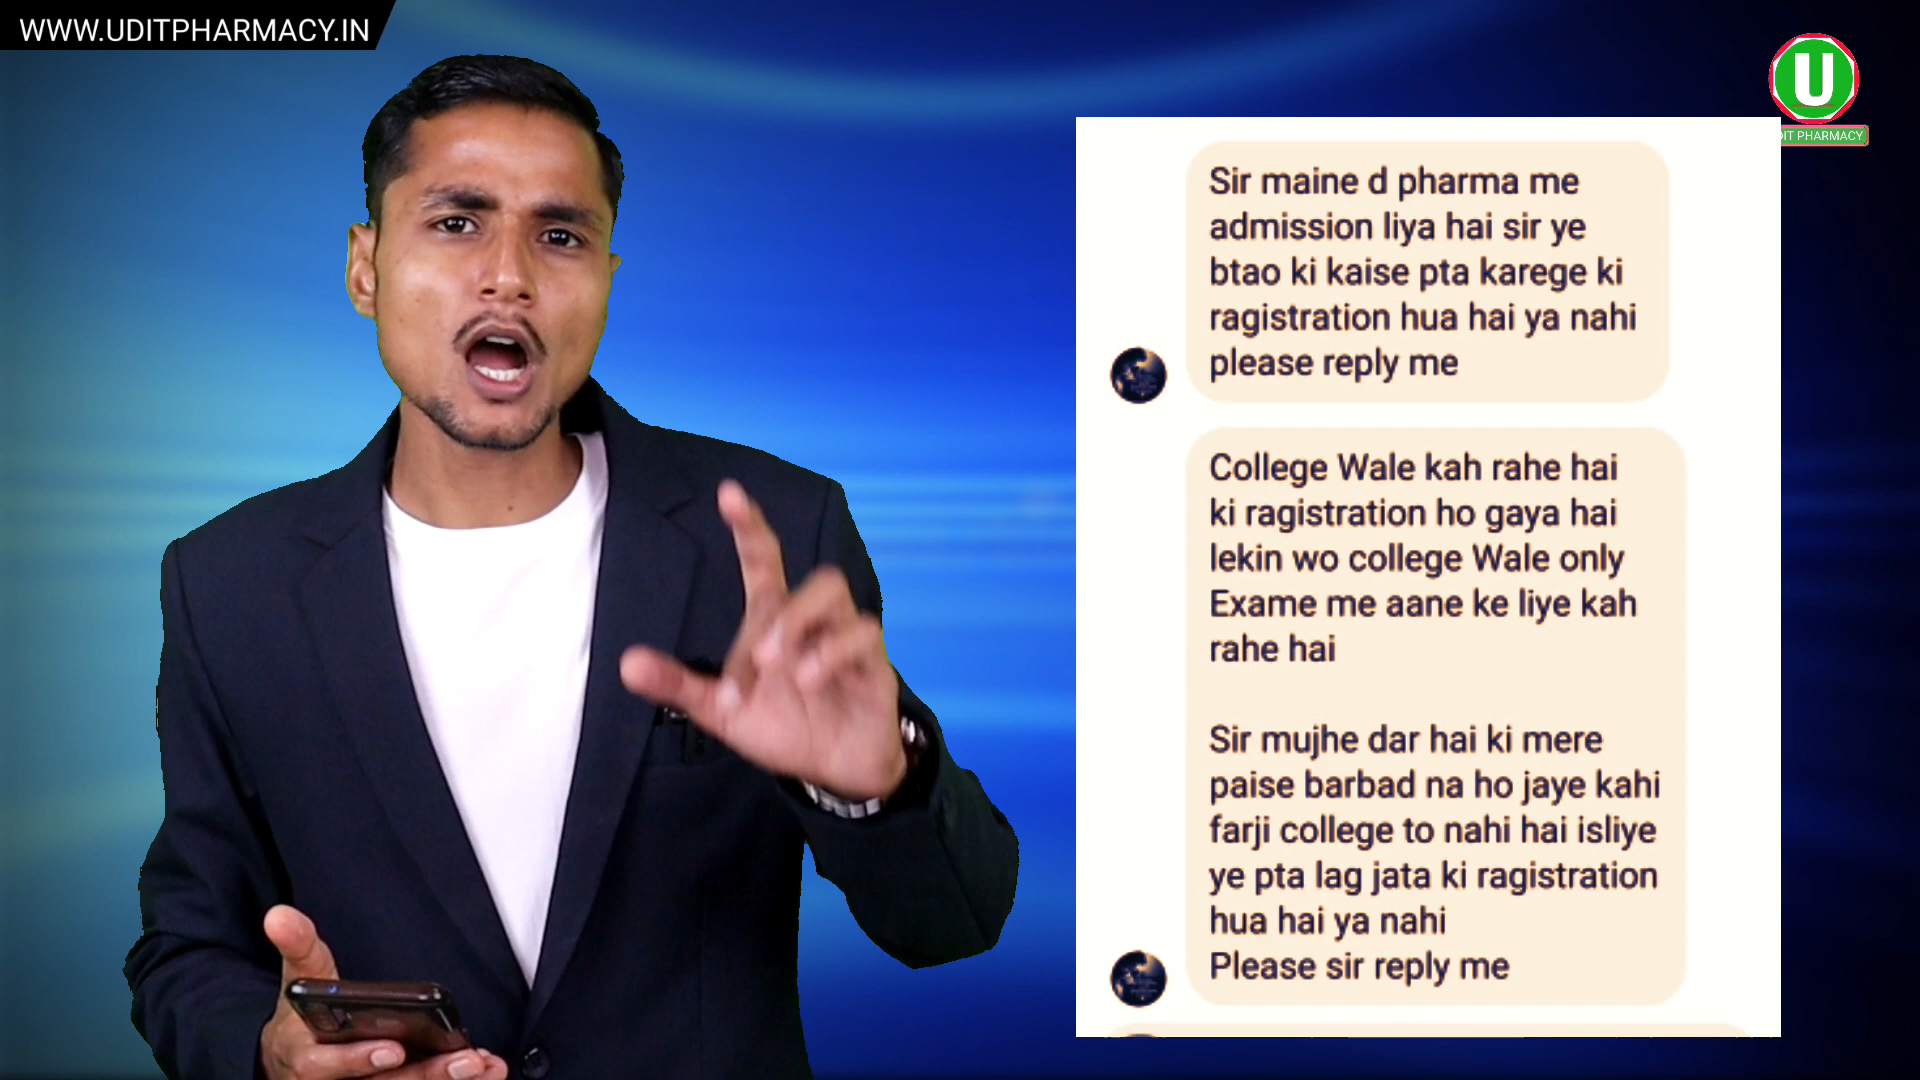 WWW.UDITPHARMACY.IN
U
DIT PHARMACY
Sir maine d pharma me
admission liya hai sir ye
btao ki kaise pta karege ki
ragistration hua hai ya nahi
please reply me
College Wale kah rahe hai
ki ragistration ho gaya hai
lekin wo college Wale only
Exame me aane ke liye kah
rahe hai
Sir mujhe dar hai ki mere
paise barbad na ho jaye kahi
farji college to nahi hai isliye
ye pta lag jata ki ragistration
hua hai ya nahi
Please sir reply me